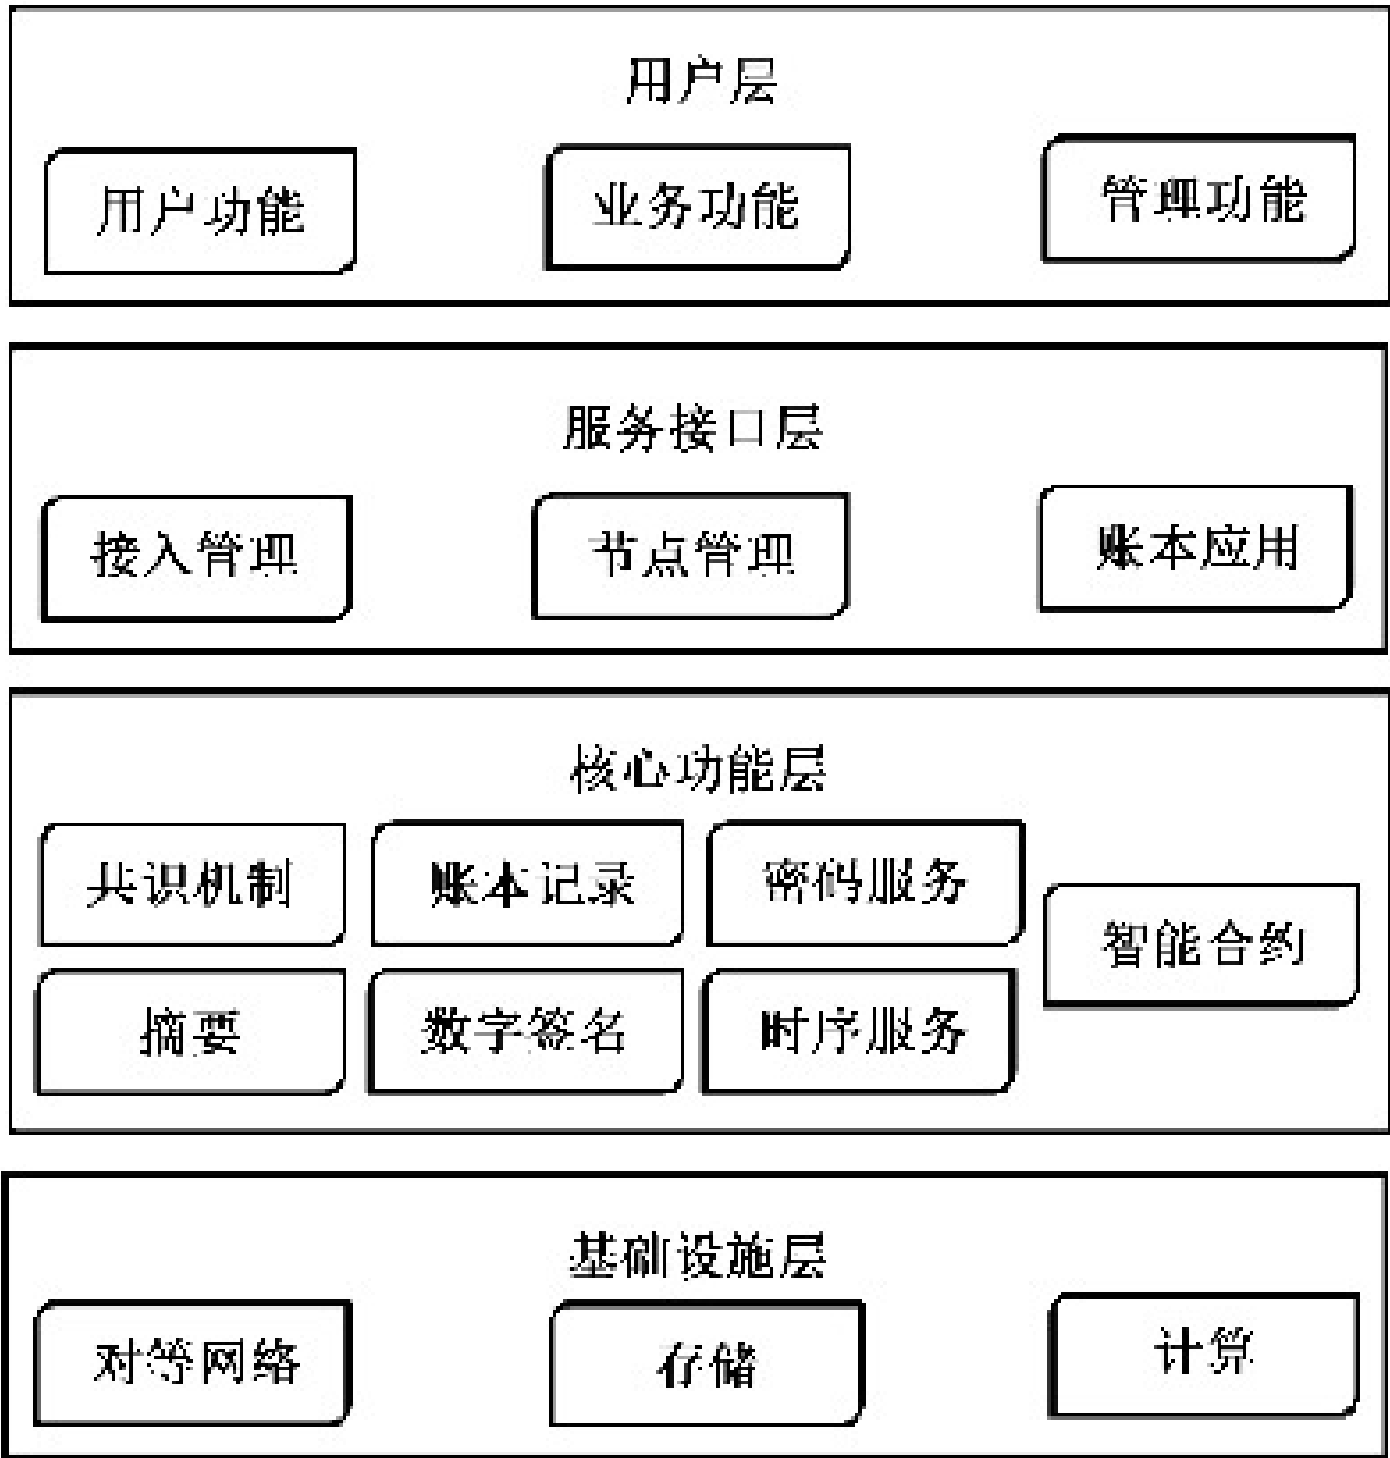 用户层
用户功能
业务功能
管理功能
服务接口层
接入管理
节点管理
账本应用
核心功能层
共识机制
账本记录
密码服务
智能合约
摘要
数字签名
时序服务
基础设施层
对等网络
存储
计算